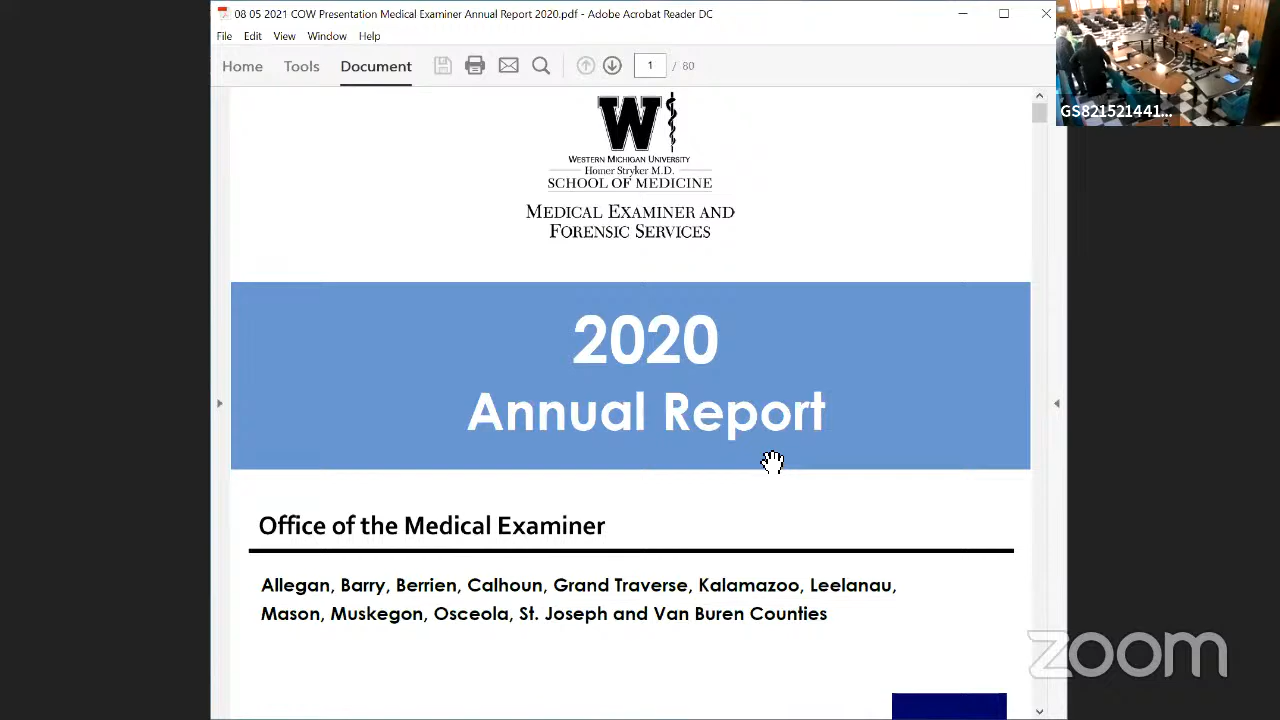 08 05 2021 COW Presentation Medical Examiner Annual Report 2020.pdf - Adobe Acrobat Reader DC
File Edit View Window Help
Home Tools Document 1 / 80
GS821521441...
W
WESTERN MICHIGAN UNIVERSITY
Homer Stryker M.D.
SCHOOL OF MEDICINE
MEDICAL EXAMINER AND
FORENSIC SERVICES
2020
Annual Report
Office of the Medical Examiner
Allegan, Barry, Berrien, Calhoun, Grand Traverse, Kalamazoo, Leelanau,
Mason, Muskegon, Osceola, St. Joseph and Van Buren Counties
zoom